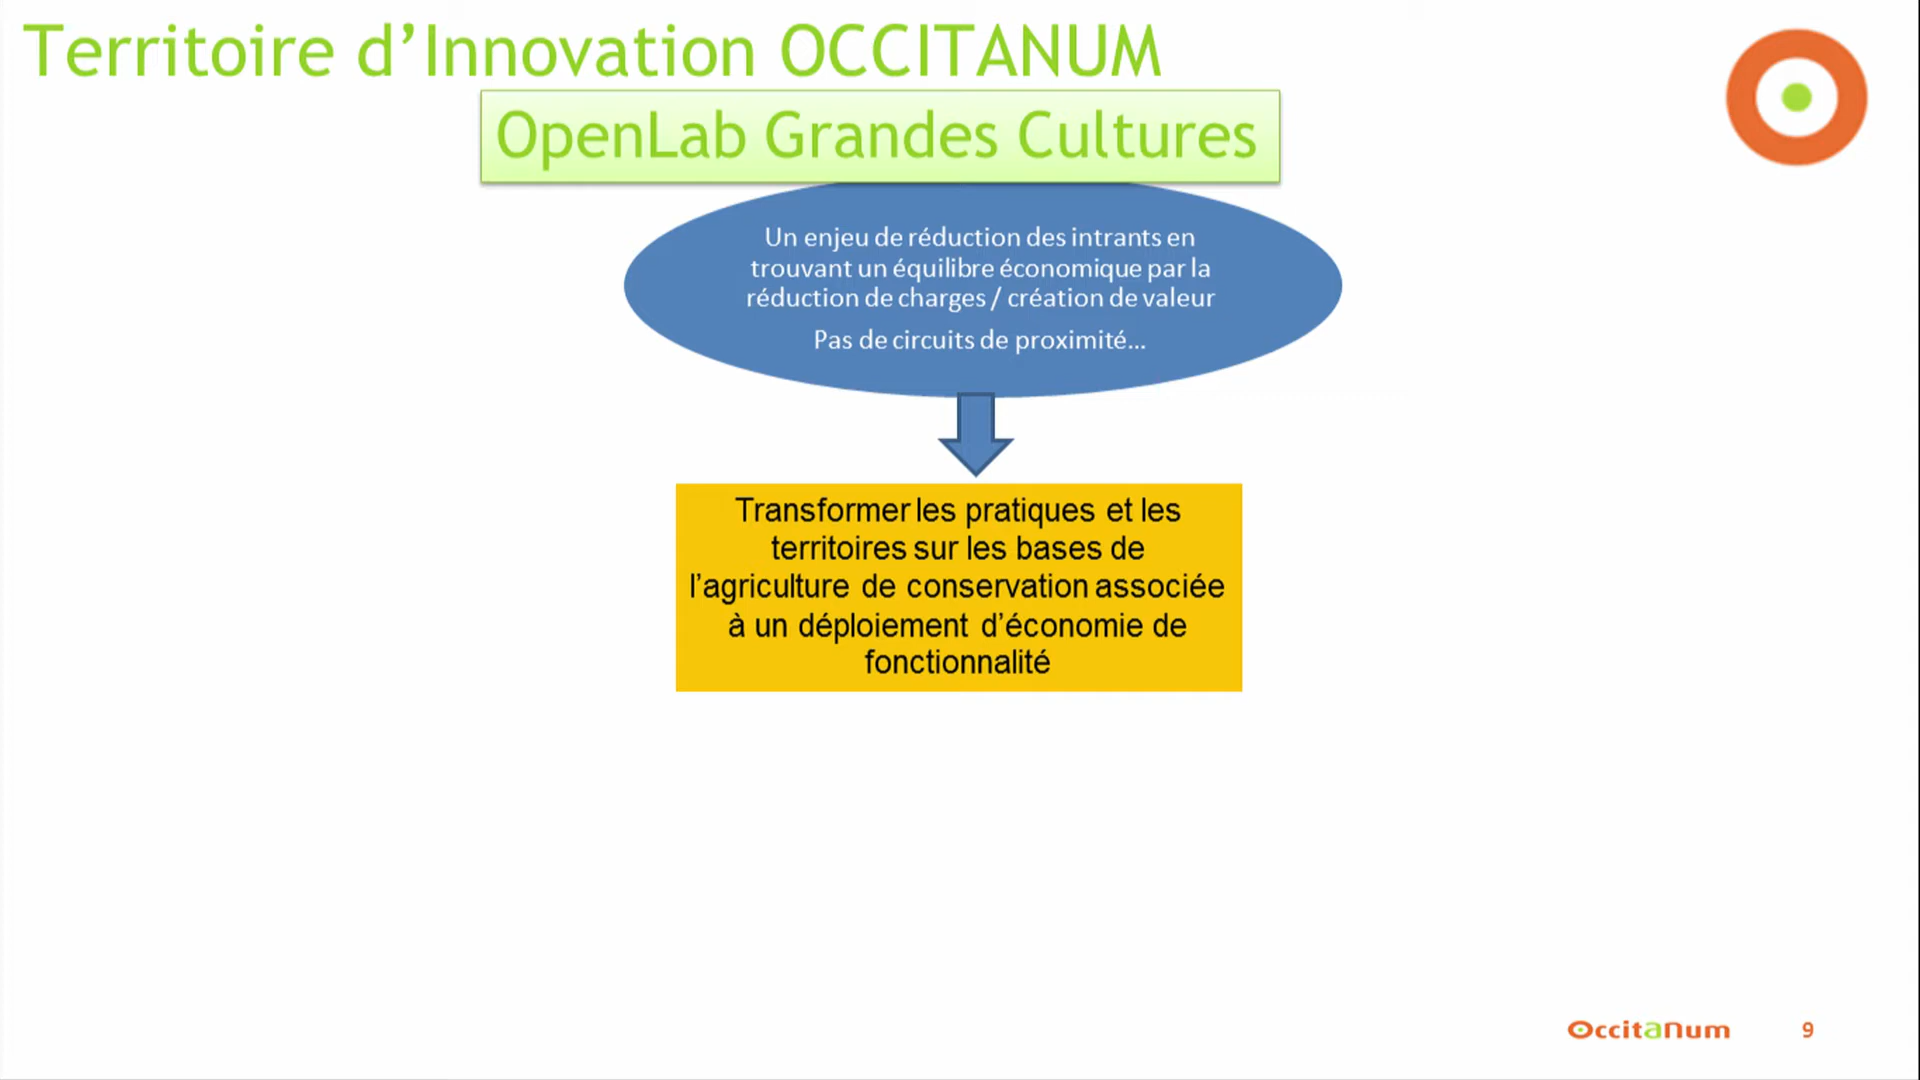 Territoire d’Innovation OCCITANUM
OpenLab Grandes Cultures
Un enjeu de réduction des intrants en
trouvant un équilibre économique par la
réduction de charges / création de valeur
Pas de circuits de proximité...
Transformer les pratiques et les
territoires sur les bases de
l’agriculture de conservation associée
à un déploiement d’économie de
fonctionnalité
Occitanum
9